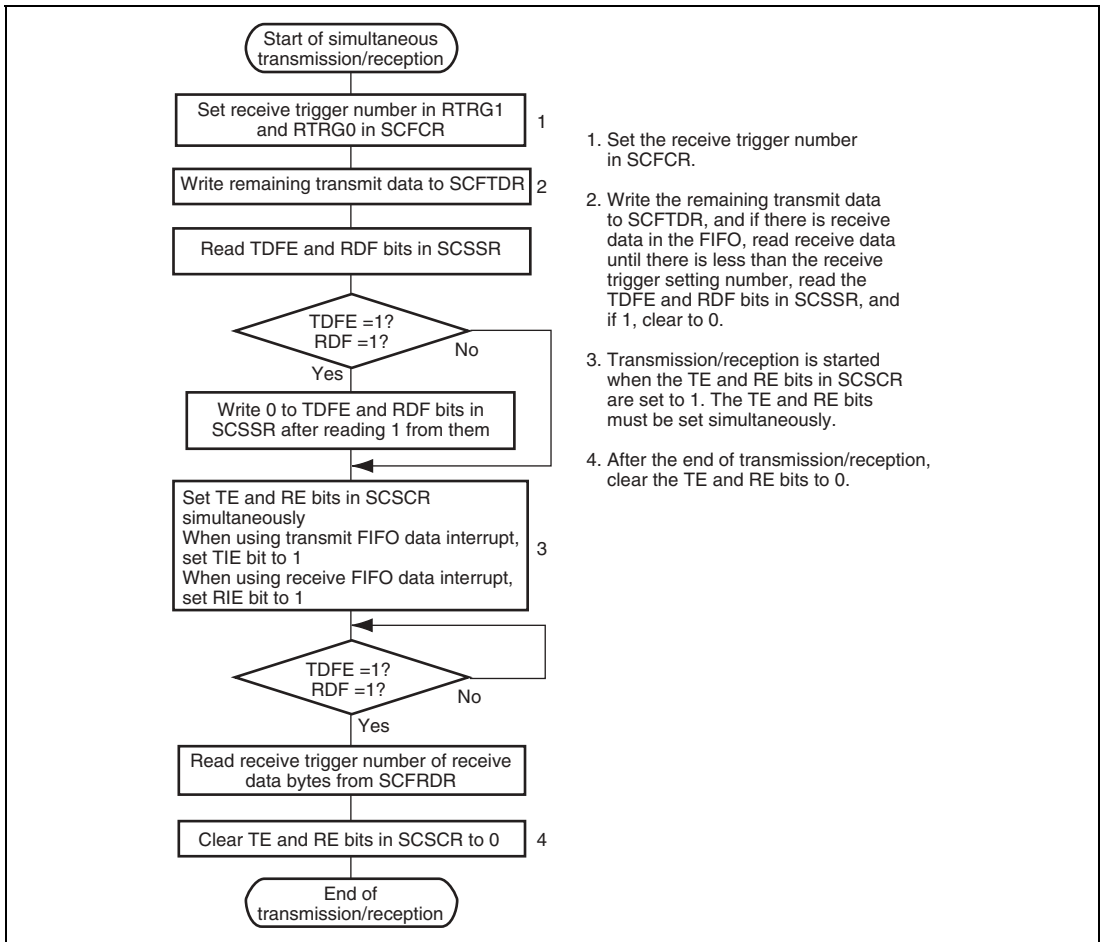 Start of simultaneous
transmission/reception
Set receive trigger number in RTRG1
and RTRG0 in SCFCR
1
Write remaining transmit data to SCFTDR
2
Read TDFE and RDF bits in SCSSR
TDFE =1?
RDF =1?
No
Yes
Write 0 to TDFE and RDF bits in
SCSSR after reading 1 from them
Set TE and RE bits in SCSCR
simultaneously
When using transmit FIFO data interrupt,
set TIE bit to 1
When using receive FIFO data interrupt,
set RIE bit to 1
3
TDFE =1?
RDF =1?
No
Yes
Read receive trigger number of receive
data bytes from SCFRDR
Clear TE and RE bits in SCSCR to 0
4
End of
transmission/reception
1. Set the receive trigger number
in SCFCR.
2. Write the remaining transmit data
to SCFTDR, and if there is receive
data in the FIFO, read receive data
until there is less than the receive
trigger setting number, read the
TDFE and RDF bits in SCSSR, and
if 1, clear to 0.
3. Transmission/reception is started
when the TE and RE bits in SCSCR
are set to 1. The TE and RE bits
must be set simultaneously.
4. After the end of transmission/reception,
clear the TE and RE bits to 0.